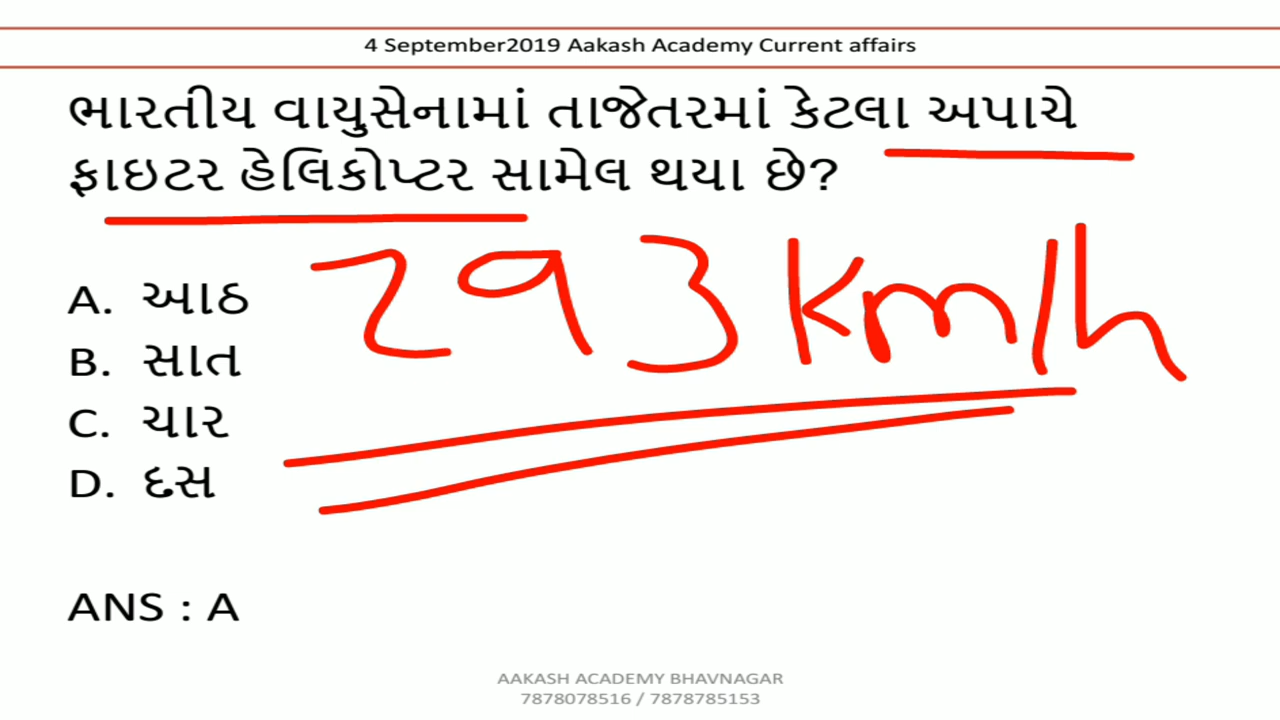 4 September2019 Aakash Academy Current affairs
ભારતીય વાયુસેનામાં તાજેતરમાં કેટલા અપાચે
ફાઇટર હેલિકોપ્ટર સામેલ થયા છે?
293 km/h
A. આઠ
B. સાત
C. ચાર
D. દસ
ANS : A
AAKASH ACADEMY BHAVNAGAR
7878078516 / 7878785153